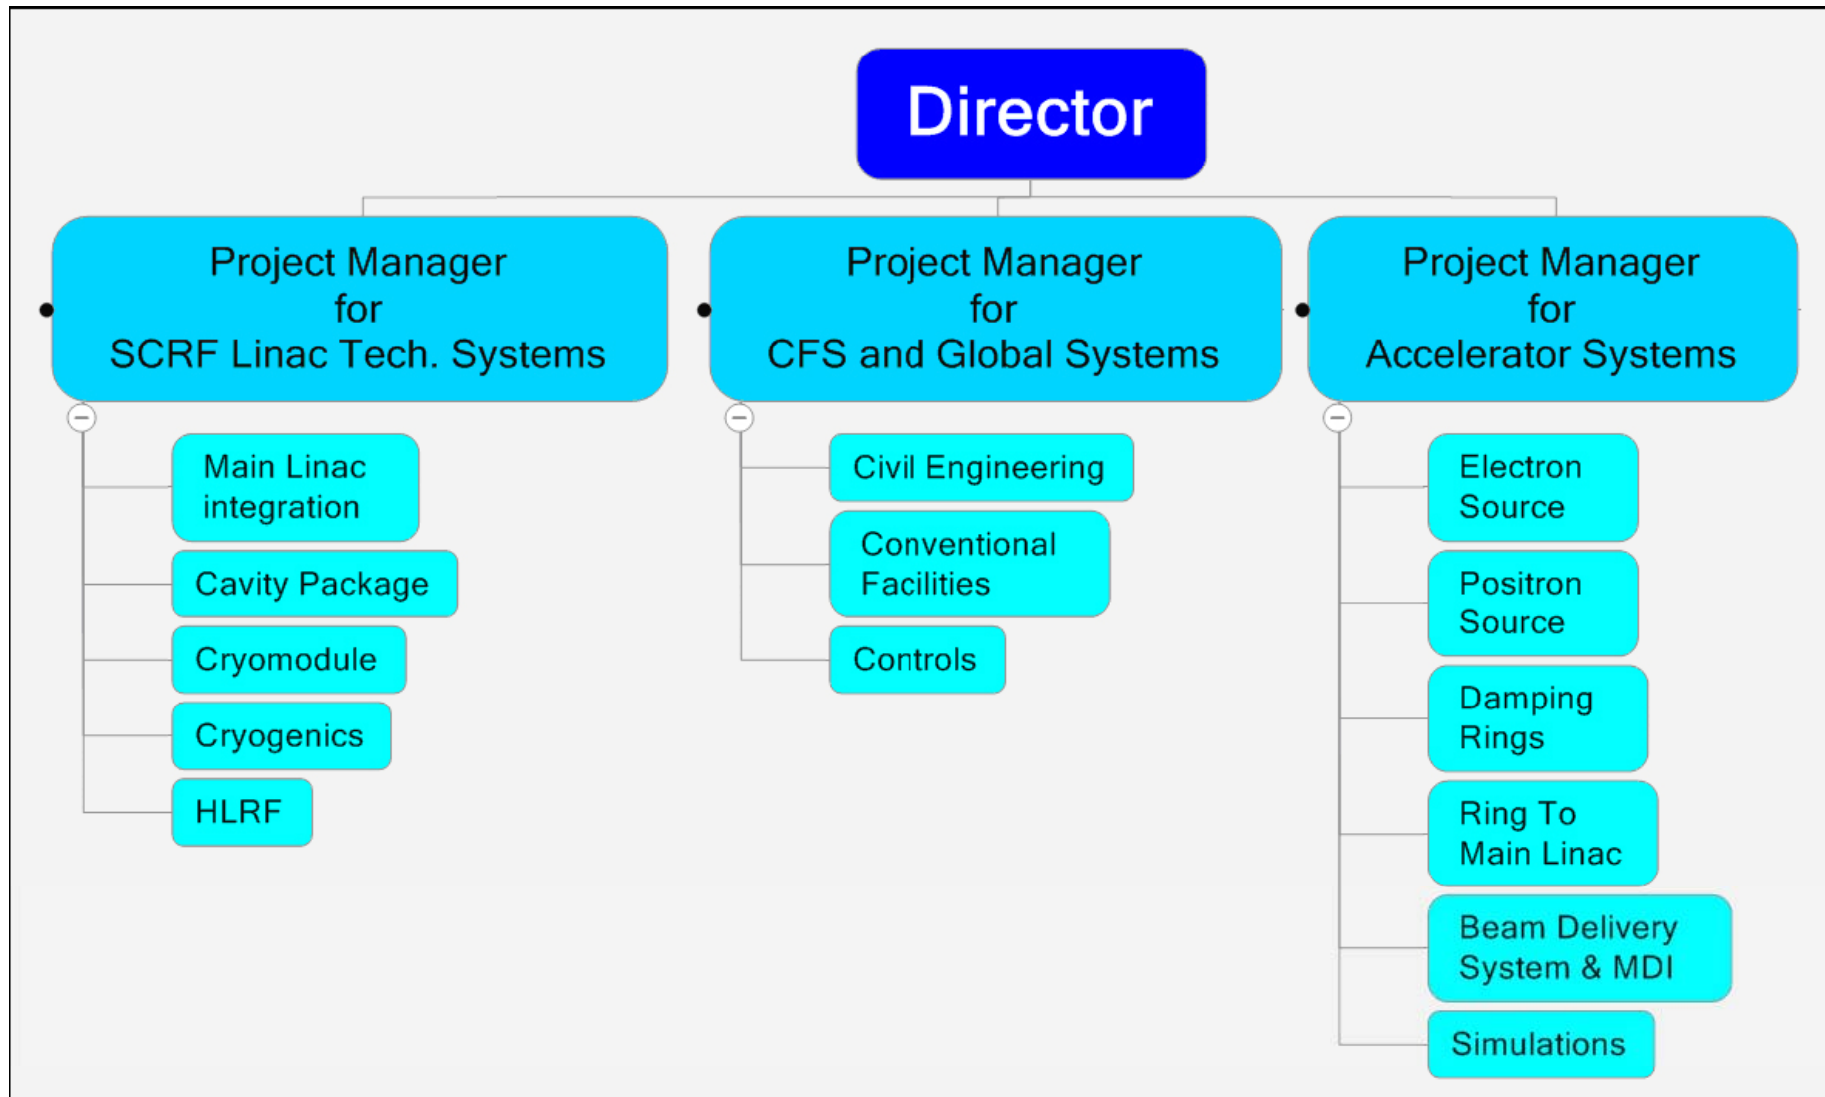 Director
Project Manager
for
SCRF Linac Tech. Systems
Main Linac
integration
Cavity Package
Cryomodule
Cryogenics
HLRF
Project Manager
for
CFS and Global Systems
Civil Engineering
Conventional
Facilities
Controls
Project Manager
for
Accelerator Systems
Electron
Source
Positron
Source
Damping
Rings
Ring To
Main Linac
Beam Delivery
System & MDI
Simulations